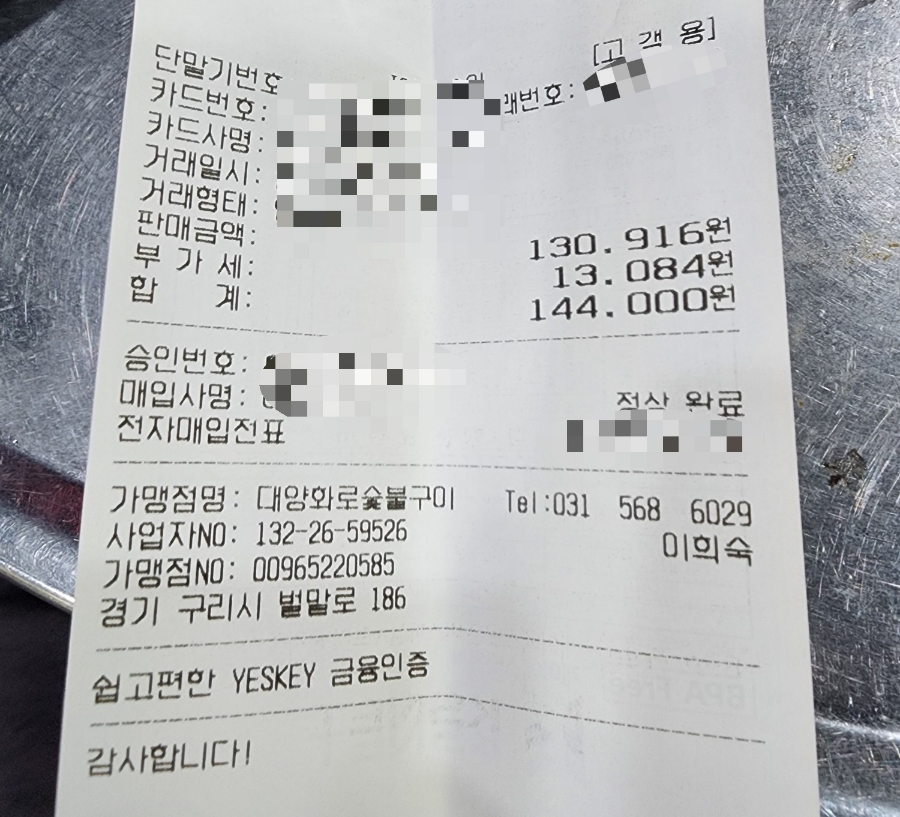 [고 객 용]
단말기번호
카드번호: 래번호:
카드사명:
거래일시:
거래형태:
판매금액: 130.916원
부 가 세: 13.084원
합 계: 144.000원
승인번호:
매입사명: 정산 완료
전자매입전표
가맹점명: 대양화로숯불구이 Tel:031 568 6029
사업자NO: 132-26-59526 이희숙
가맹점NO: 00965220585
경기 구리시 벌말로 186
쉽고편한 YESKEY 금융인증
감사합니다!